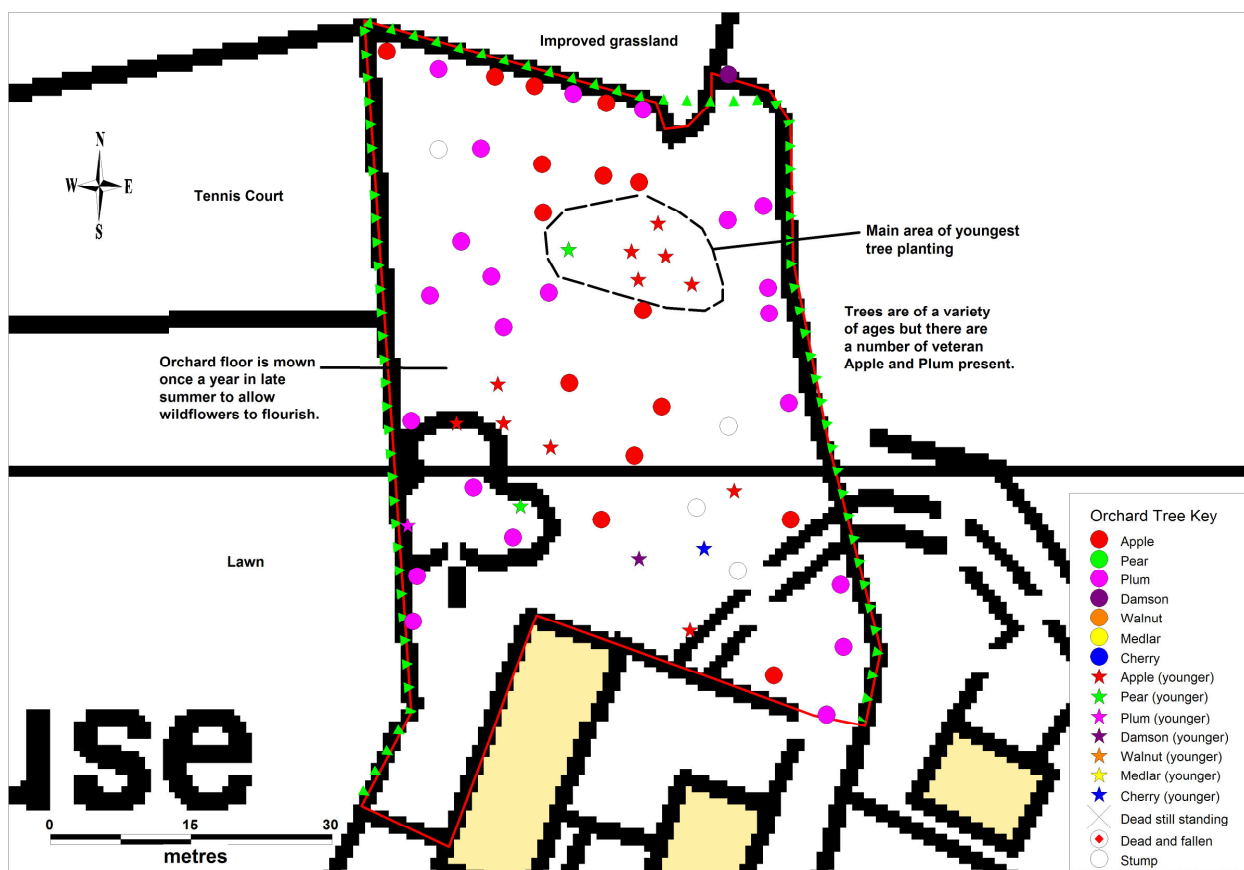 Improved grassland
N
W
E
S
Tennis Court
Main area of youngest
tree planting
Trees are of a variety
of ages but there are
a number of veteran
Apple and Plum present.
Orchard floor is mown
once a year in late
summer to allow
wildflowers to flourish.
Lawn
use
0 15 30
metres
Orchard Tree Key
Apple
Pear
Plum
Damson
Walnut
Medlar
Cherry
Apple (younger)
Pear (younger)
Plum (younger)
Damson (younger)
Walnut (younger)
Medlar (younger)
Cherry (younger)
Dead still standing
Dead and fallen
Stump